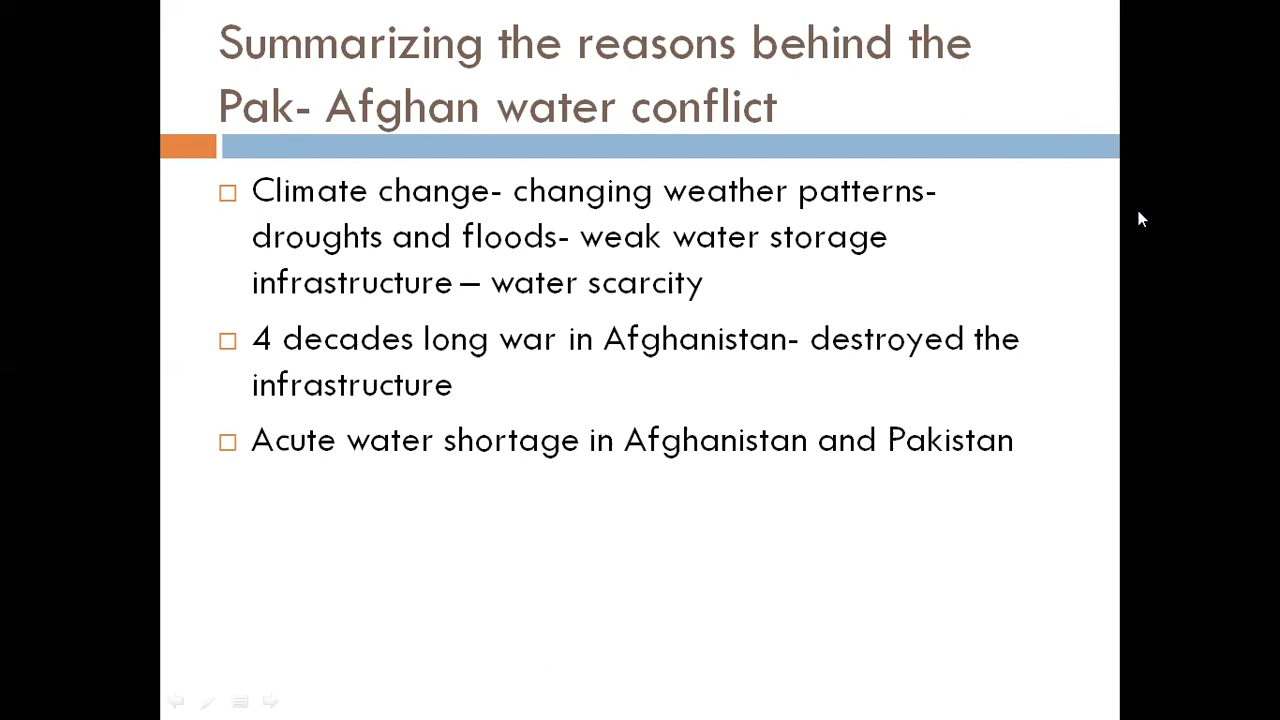 Summarizing the reasons behind the
Pak- Afghan water conflict
Climate change- changing weather patterns-
droughts and floods- weak water storage
infrastructure – water scarcity
4 decades long war in Afghanistan- destroyed the
infrastructure
Acute water shortage in Afghanistan and Pakistan